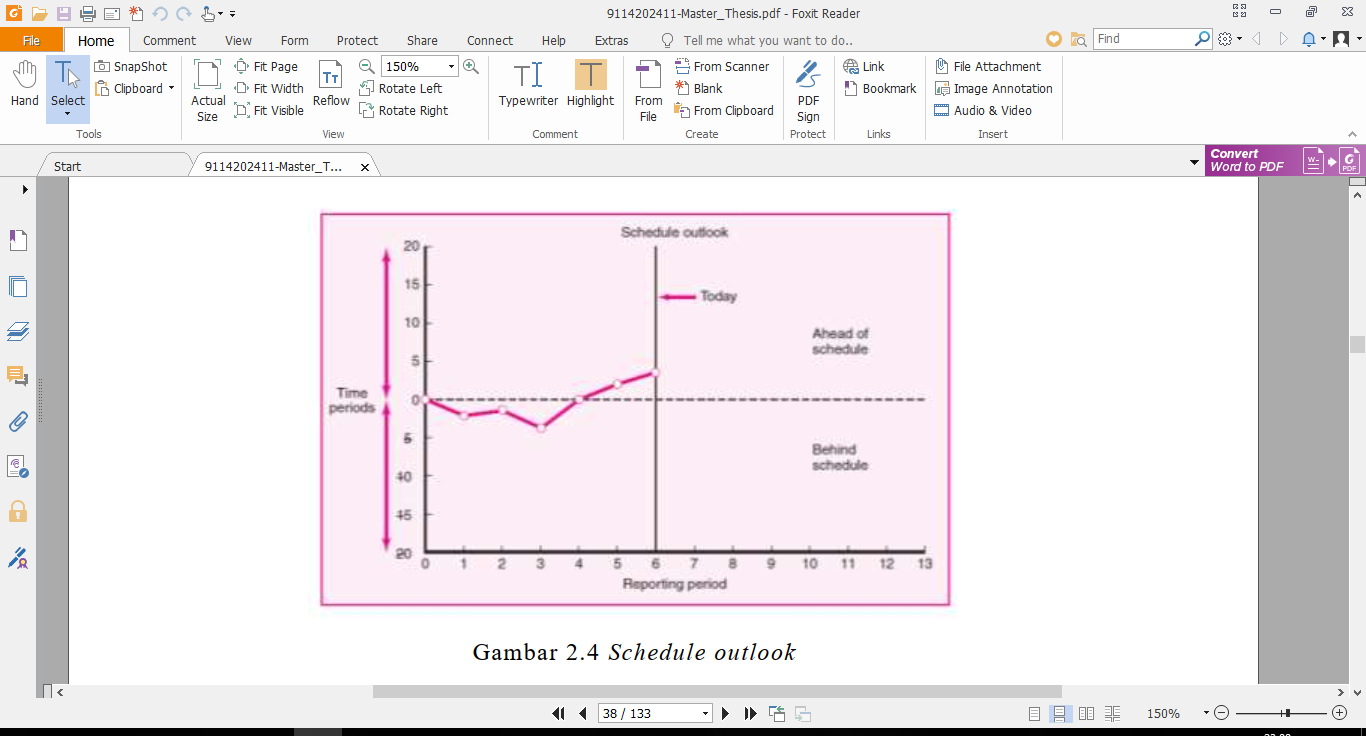 9114202411-Master_Thesis.pdf - Foxit Reader
File Home Comment View Form Protect Share Connect Help Extras Tell me what you want to do.. Find
Hand
Select
SnapShot
Clipboard
Tools
Actual Size
Fit Page
Fit Width
Fit Visible
Reflow
150%
Rotate Left
Rotate Right
View
Typewriter
Highlight
Comment
From File
From Scanner
Blank
From Clipboard
Create
PDF Sign
Protect
Link
Bookmark
Links
File Attachment
Image Annotation
Audio & Video
Insert
Start
9114202411-Master_T...
Convert
Word to PDF
Schedule outlook
20
15
10
5
0
5
10
15
20
Time
periods
Today
Ahead of
schedule
Behind
schedule
0 1 2 3 4 5 6 7 8 9 10 11 12 13
Reporting period
Gambar 2.4 Schedule outlook
38 / 133
150%